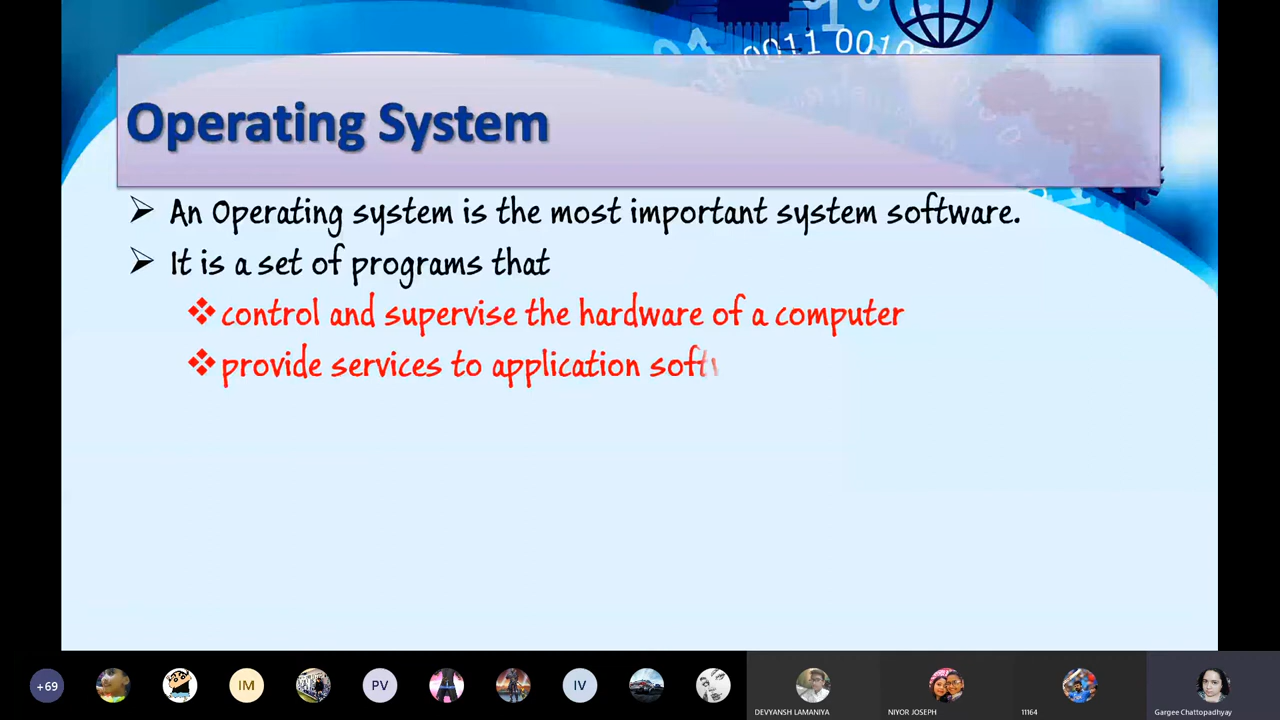 0011 00100
Operating System
An Operating system is the most important system software.
It is a set of programs that
control and supervise the hardware of a computer
provide services to application soft
+69
IM
PV
IV
DEVYANSH LAMANIYA
NIYOR JOSEPH
11164
Gargee Chattopadhyay